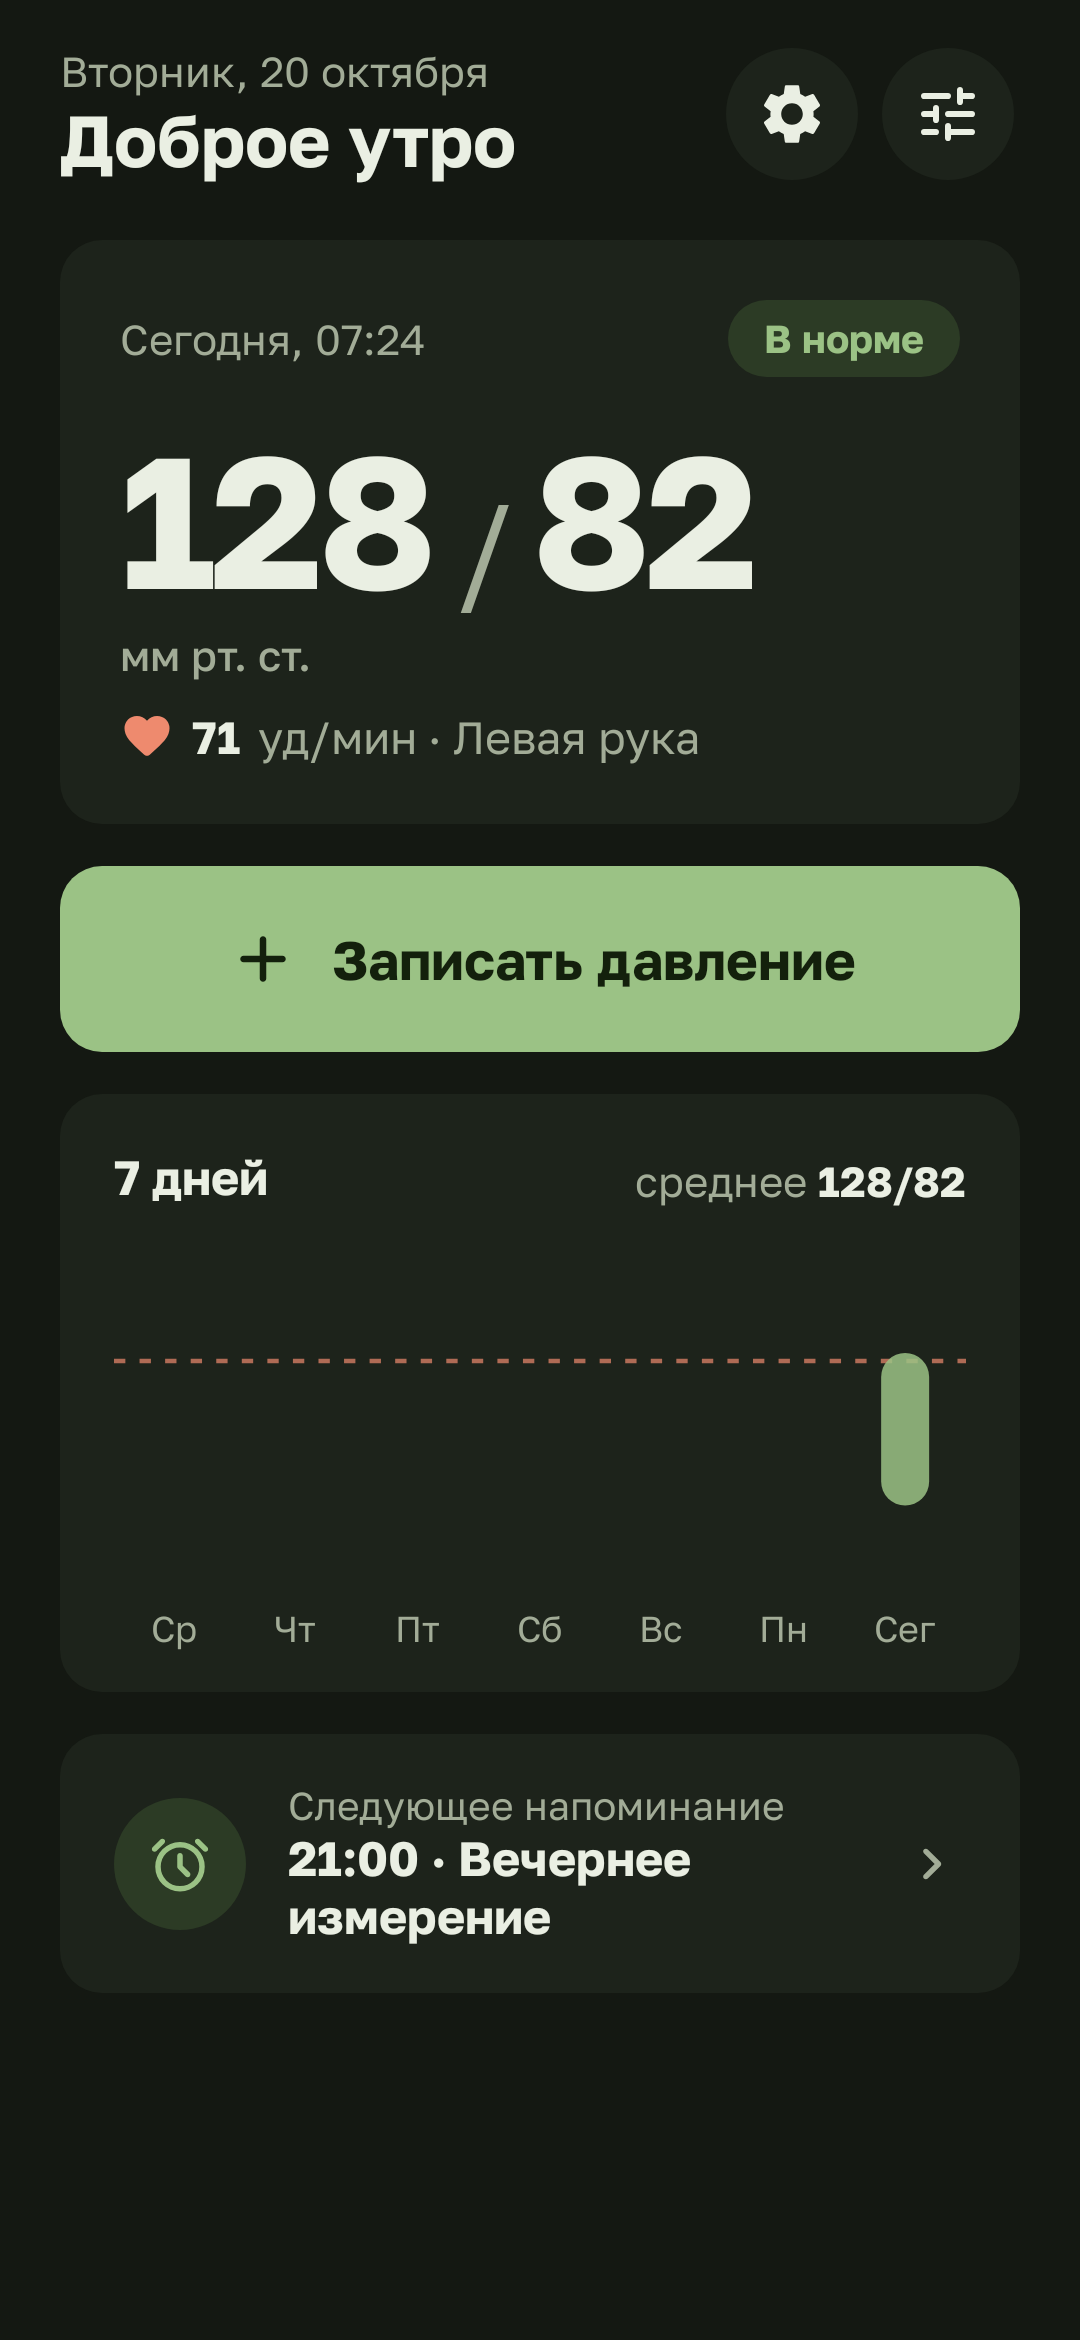 Вторник, 20 октября
Доброе утро
Сегодня, 07:24
В норме
128 / 82
мм рт. ст.
71 уд/мин · Левая рука
Записать давление
7 дней
среднее 128/82
Ср Чт Пт Сб Вс Пн Сег
Следующее напоминание
21:00 · Вечернее
измерение